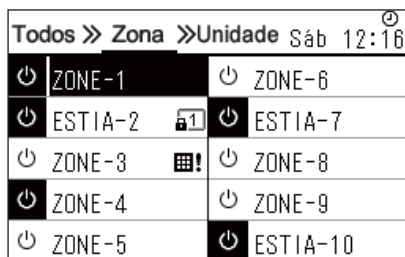 Todos » Zona »Unidade Sáb 12:16
ZONE-1 ZONE-6
ESTIA-2 1 ESTIA-7
ZONE-3 ! ZONE-8
ZONE-4 ZONE-9
ZONE-5 ESTIA-10